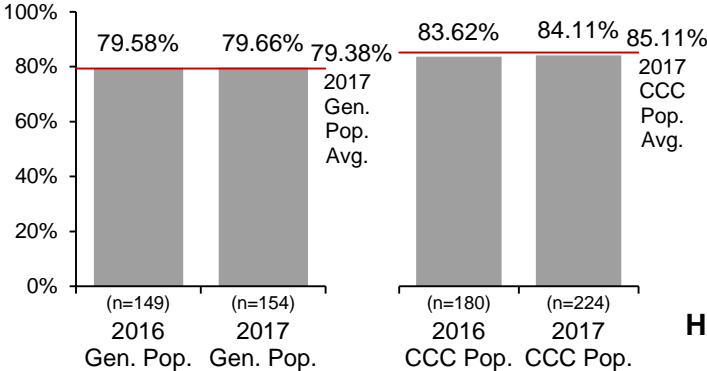 100%
80%
60%
40%
20%
0%
79.58%
79.66%
79.38%
2017
Gen.
Pop.
Avg.
83.62%
84.11%
85.11%
2017
CCC
Pop.
Avg.
(n=149)
(n=154)
(n=180)
(n=224)
2016
Gen. Pop.
2017
Gen. Pop.
2016
CCC Pop.
2017
CCC Pop.
H